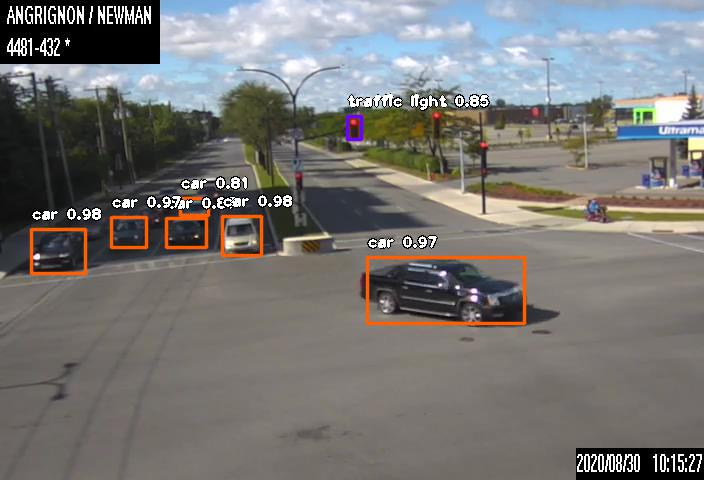 ANGRIGNON / NEWMAN
4481-432 *
traffic light 0.85
car 0.81
car 0.97
car 0.98
car 0.98
car 0.97
Ultrama
2020/08/30 10:15:27